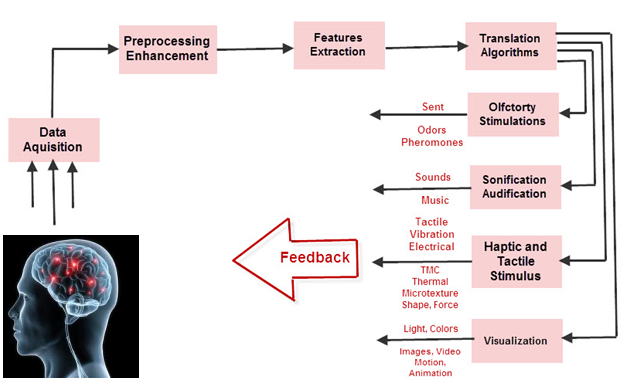 Preprocessing
Enhancement
Features
Extraction
Translation
Algorithms
Data
Aquisition
Sent
Odors
Pheromones
Olfctorty
Stimulations
Sounds
Music
Sonification
Audification
Tactile
Vibration
Electrical
TMC
Thermal
Microtexture
Shape, Force
Haptic and
Tactile
Stimulus
Feedback
Light, Colors
Images, Video
Motion,
Animation
Visualization